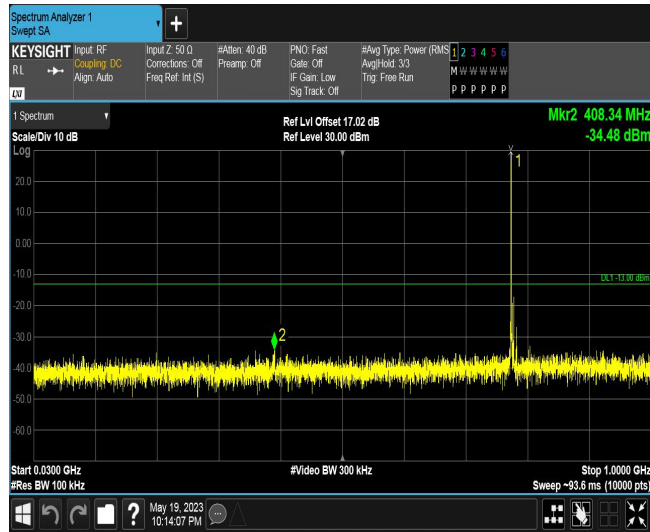 Spectrum Analyzer 1
Swept SA
+
KEYSIGHT
RL
LXI
Input: RF
Coupling: DC
Align: Auto
Input Z: 50 Ω
Corrections: Off
Freq Ref: Int (S)
#Atten: 40 dB
Preamp: Off
PNO: Fast
Gate: Off
IF Gain: Low
Sig Track: Off
#Avg Type: Power (RMS
Avg|Hold: 3/3
Trig: Free Run
1 2 3 4 5 6
M W W W W W
P P P P P P
1 Spectrum
Scale/Div 10 dB
Log
Ref Lvl Offset 17.02 dB
Ref Level 30.00 dBm
Mkr2 408.34 MHz
-34.48 dBm
1
20.0
10.0
0.00
-10.0
DL1 -13.00 dBm
-20.0
-30.0
2
-40.0
-50.0
-60.0
Start 0.0300 GHz
#Res BW 100 kHz
#Video BW 300 kHz
Stop 1.0000 GHz
Sweep ~93.6 ms (10000 pts)
?
May 19, 2023
10:14:07 PM